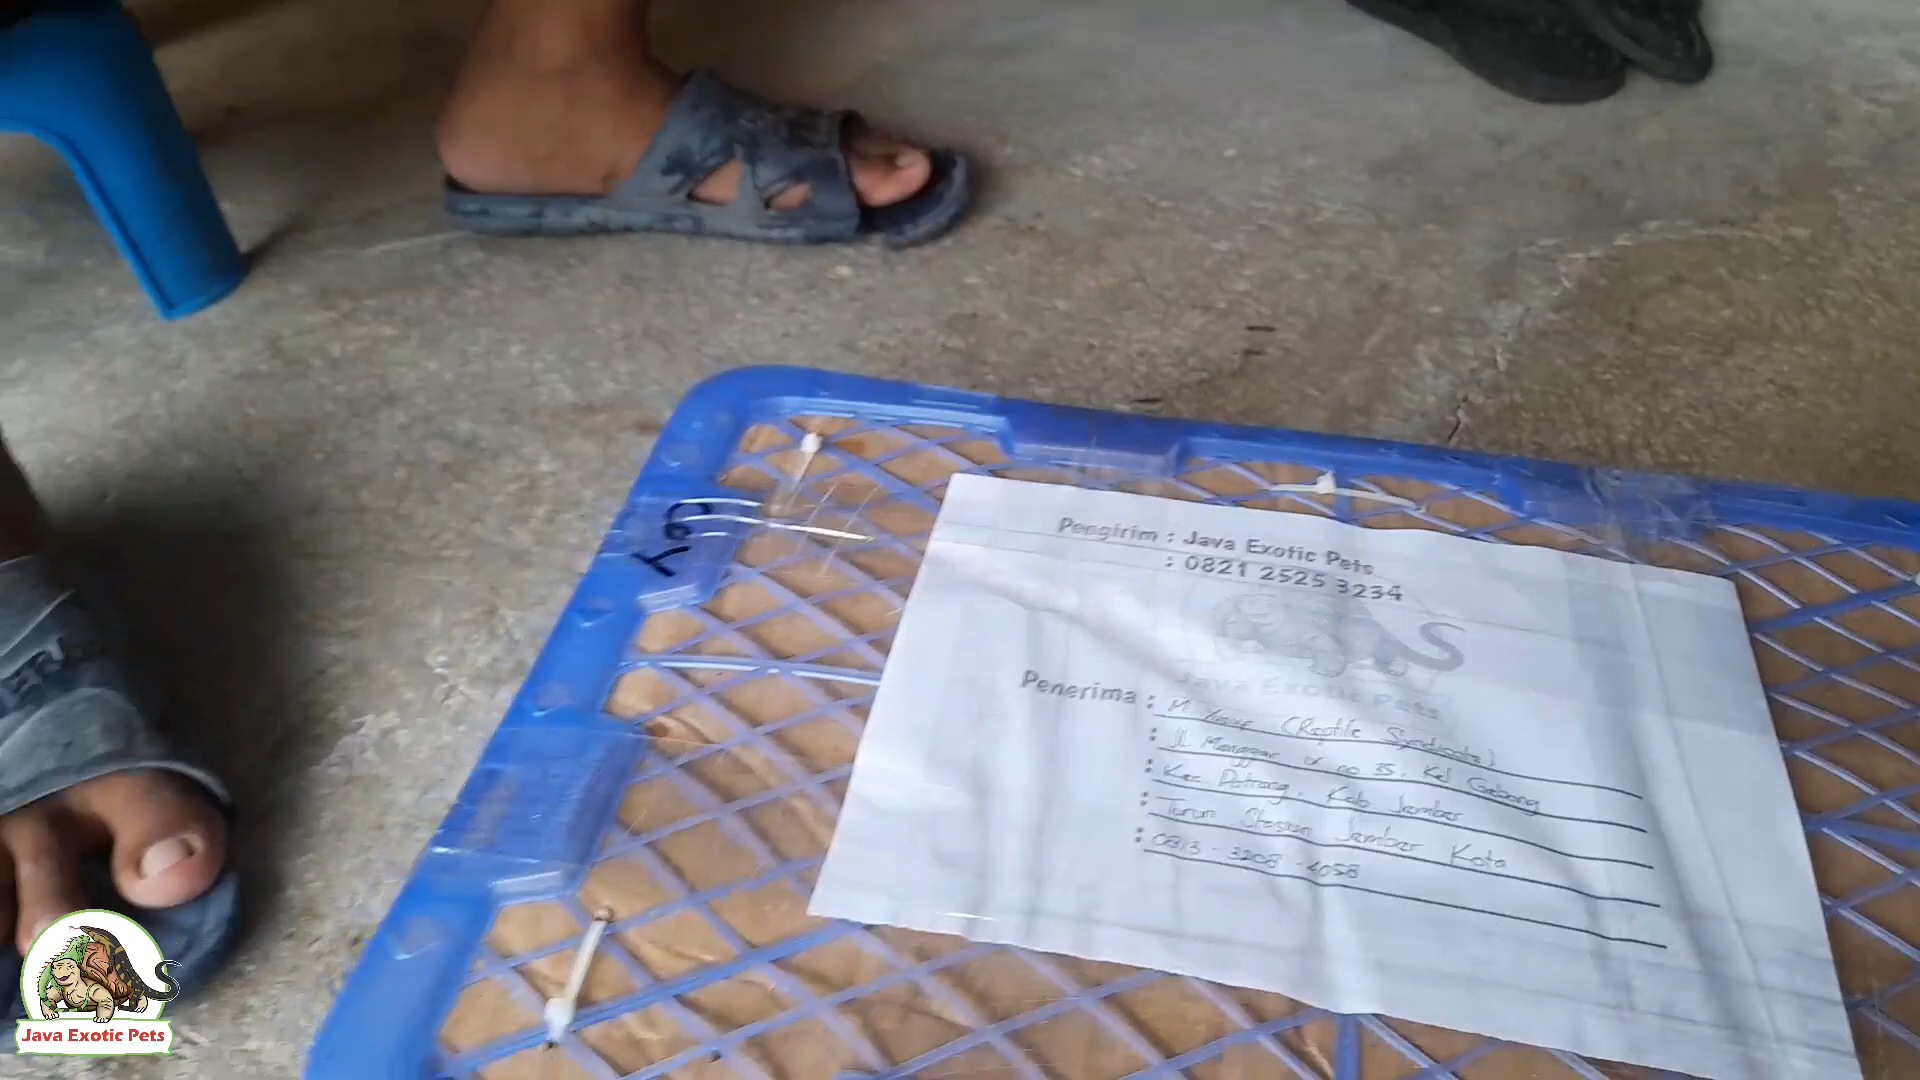 Pengirim : Java Exotic Pets
: 0821 2525 3234
Java Exotic Pets
Penerima : M Yusuf (Reptile Syndicate)
: Jl Manggar IX no 35, Kel Gebang
: Kec. Patrang, Kab. Jember
: Turun Stasiun Jember Kota
: 0813 - 3208 - 4058
Java Exotic Pets